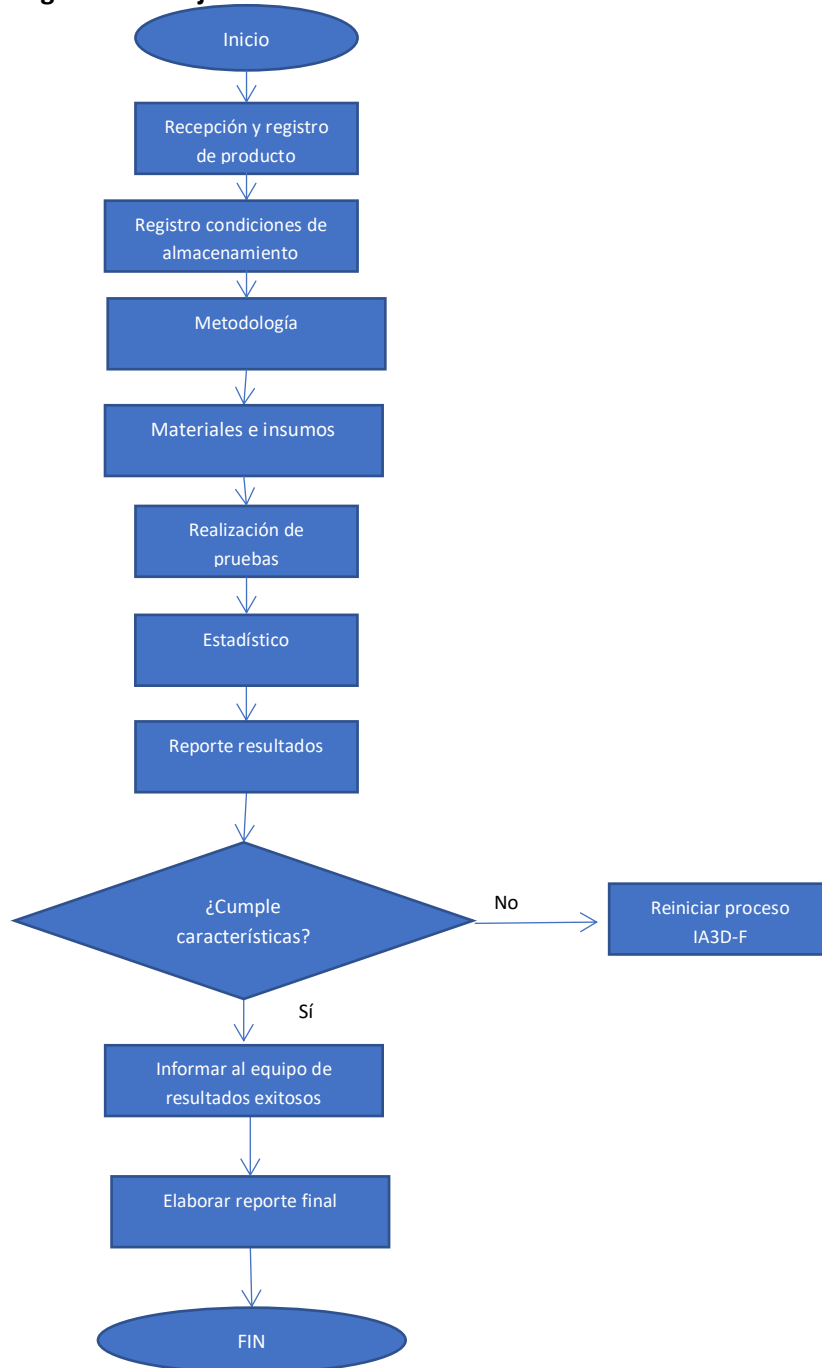 Inicio
Recepción y registro
de producto
Registro condiciones de
almacenamiento
Metodología
Materiales e insumos
Realización de
pruebas
Estadístico
Reporte resultados
¿Cumple
características?
No
Reiniciar proceso
IA3D-F
Sí
Informar al equipo de
resultados exitosos
Elaborar reporte final
FIN